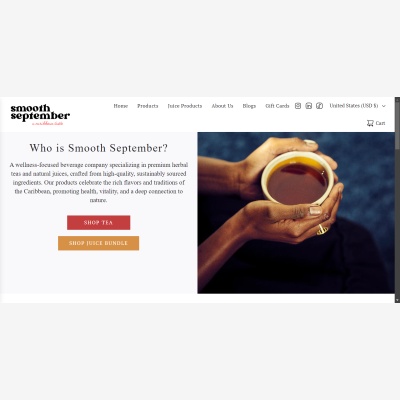 smooth
september
Home Products Juice Products About Us Blogs Gift Cards United States (USD $)
Cart
Who is Smooth September?
A wellness-focused beverage company specializing in premium herbal
teas and natural juices, crafted from high-quality, sustainably sourced
ingredients. Our products celebrate the rich flavors and traditions of
the Caribbean, promoting health, vitality, and a deep connection to
nature.
SHOP TEA
SHOP JUICE BUNDLE